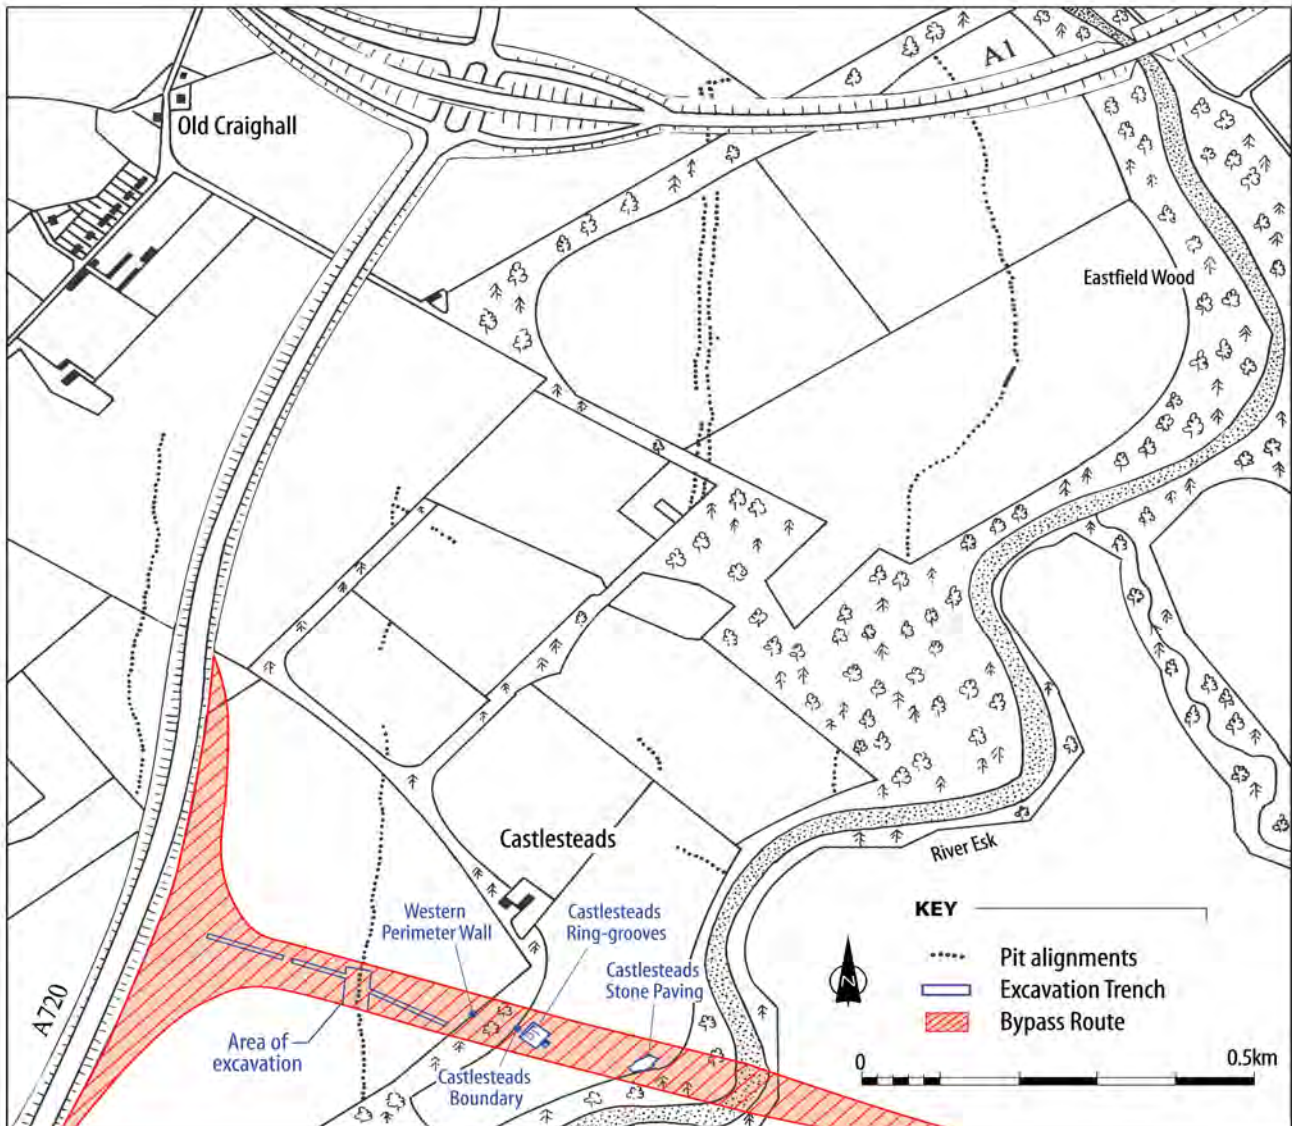 A1
Old Craighall
Eastfield Wood
Castlesteads
River Esk
Western
Perimeter Wall
Castlesteads
Ring-grooves
Castlesteads
Stone Paving
A720
Area of
excavation
Castlesteads
Boundary
KEY
Pit alignments
Excavation Trench
Bypass Route
N
0
0.5km